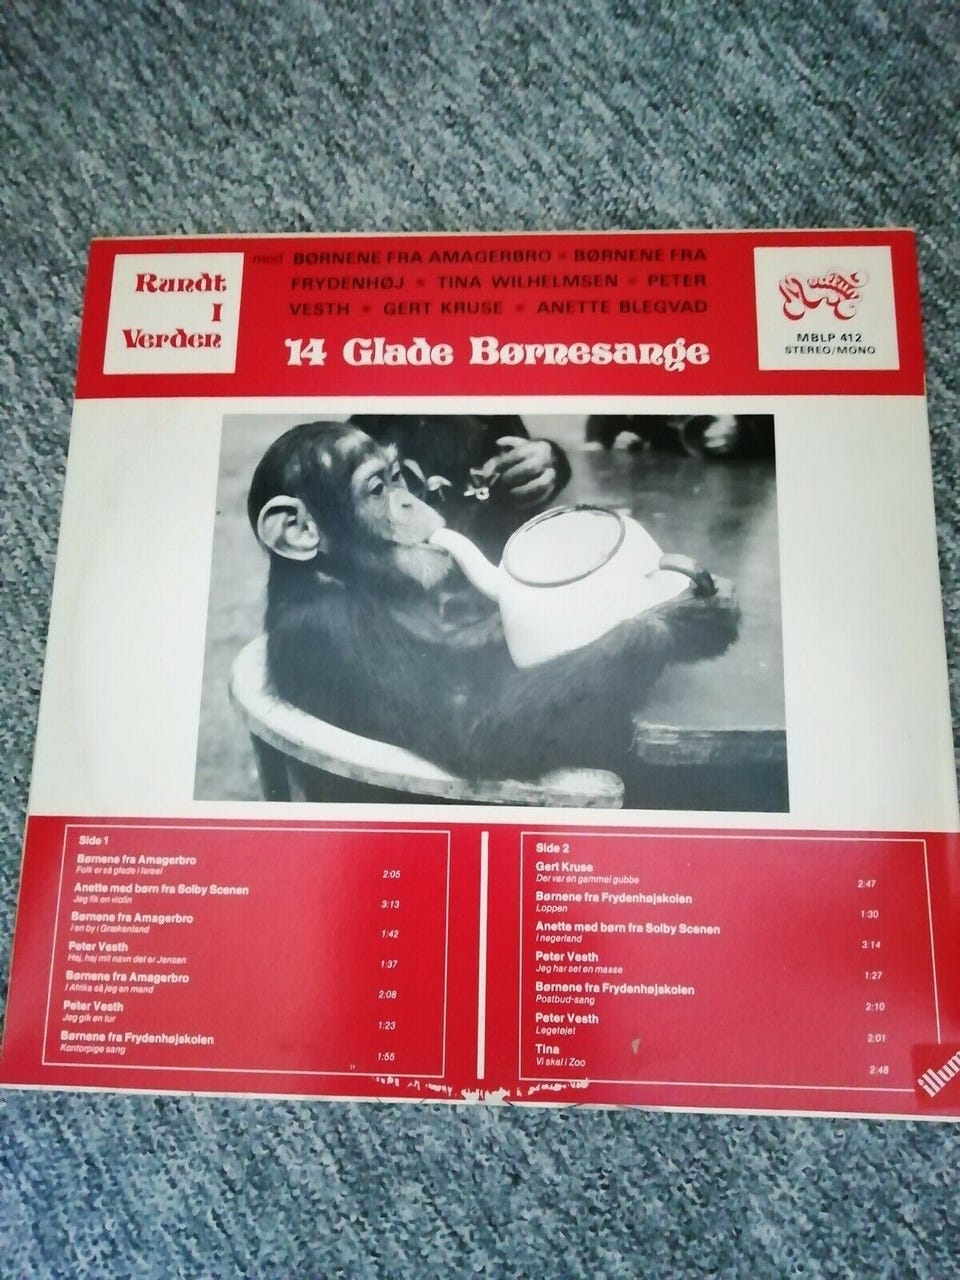 Rundt
I
Verden
med BØRNENE FRA AMAGERBRO • BØRNENE FRA
FRYDENHØJ • TINA WILHELMSEN • PETER
VESTH • GERT KRUSE • ANETTE BLEGVAD
14 Glade Børnesange
MBLP 412
STEREO/MONO
Side 1
Børnene fra Amagerbro
Folk er så glade i Israel 2:05
Anette med børn fra Solby Scenen
Jeg fik en violin 3:13
Børnene fra Amagerbro
I en by i Grækenland 1:42
Peter Vesth
Hej, hej mit navn det er Jensen 1:37
Børnene fra Amagerbro
I Afrika så jeg en mand 2:08
Peter Vesth
Jeg gik en tur 1:23
Børnene fra Frydenhøjskolen
Kontorpige sang 1:55
Side 2
Gert Kruse
Der var en gammel gubbe 2:47
Børnene fra Frydenhøjskolen
Loppen 1:30
Anette med børn fra Solby Scenen
I negerland 3:14
Peter Vesth
Jeg har set en masse 1:27
Børnene fra Frydenhøjskolen
Postbud-sang 2:10
Peter Vesth
Legetøjet 2:01
Tina
Vi skal i Zoo 2:48
illum